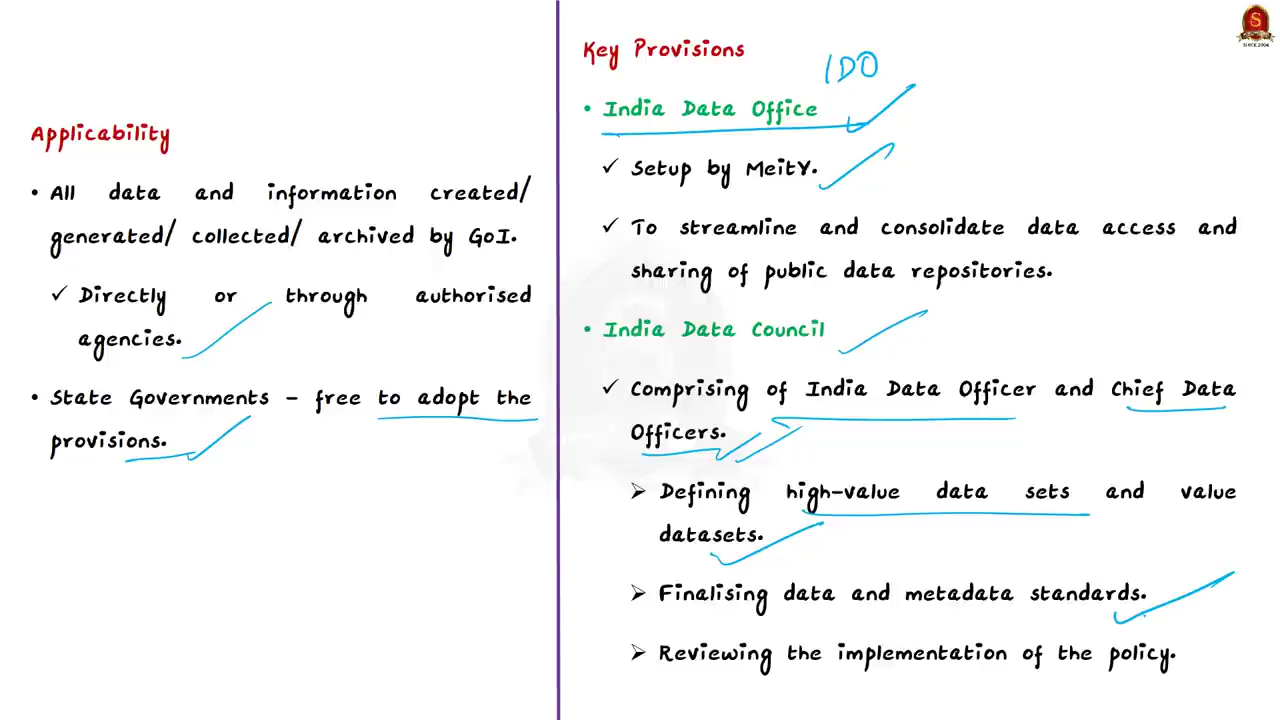 Applicability
• All data and information created/
generated/ collected/ archived by GoI.
✓ Directly or through authorised
agencies.
• State Governments – free to adopt the
provisions.
Key Provisions
IDO
• India Data Office
✓ Setup by MeitY.
✓ To streamline and consolidate data access and
sharing of public data repositories.
• India Data Council
✓ Comprising of India Data Officer and Chief Data
Officers.
➢ Defining high-value data sets and value
datasets.
➢ Finalising data and metadata standards.
➢ Reviewing the implementation of the policy.
S
SINCE 2004